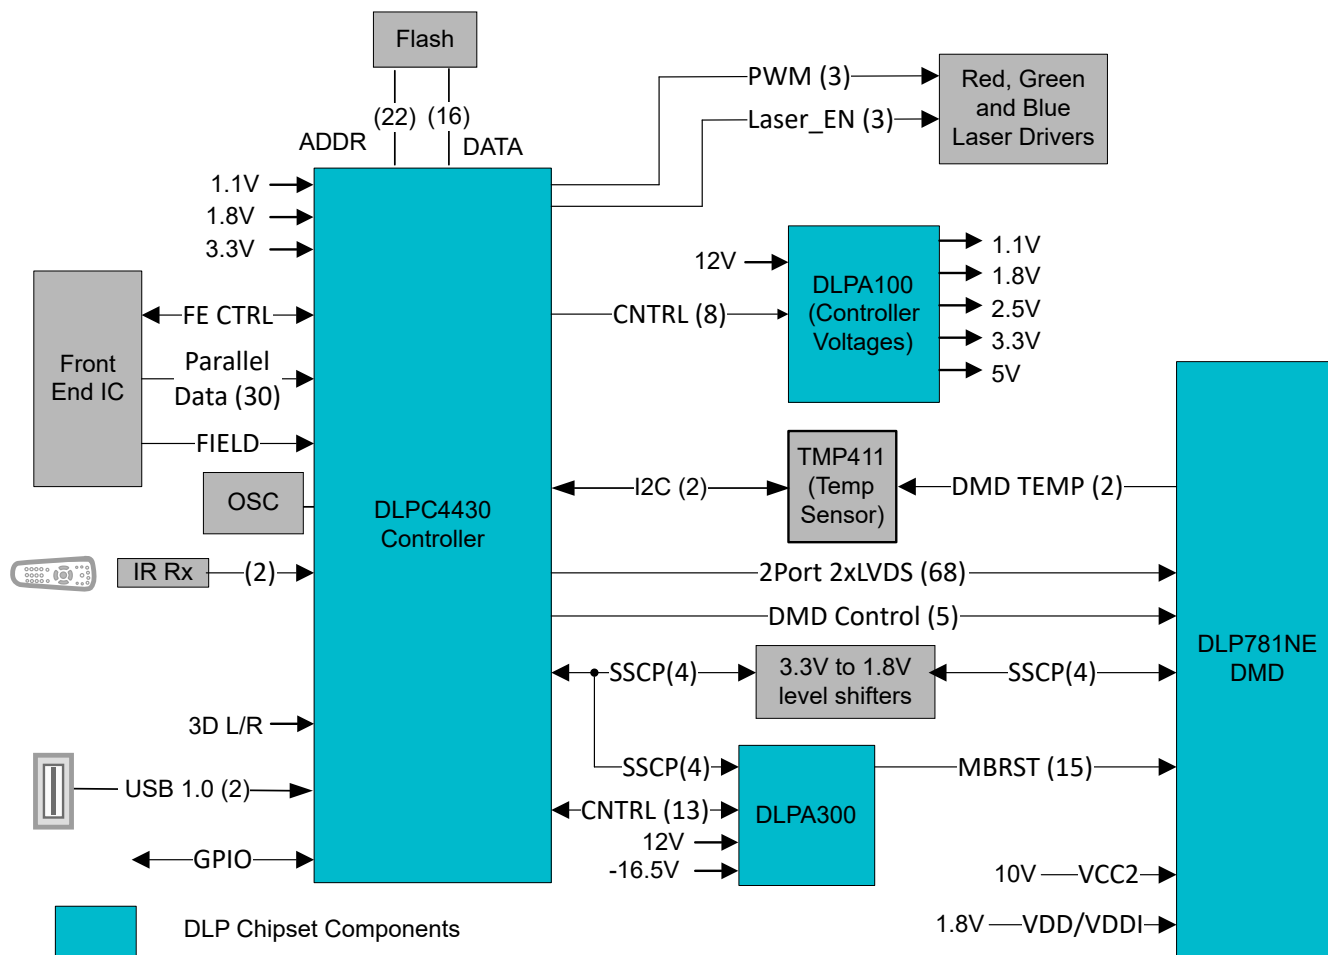 Flash
(22) (16)
ADDR
DATA
PWM (3)
Laser_EN (3)
Red, Green
and Blue
Laser Drivers
1.1V
1.8V
3.3V
12V
CNTRL (8)
DLPA100
(Controller
Voltages)
1.1V
1.8V
2.5V
3.3V
5V
Front
End IC
FE CTRL
Parallel
Data (30)
FIELD
OSC
DLPC4430
Controller
I2C (2)
TMP411
(Temp
Sensor)
DMD TEMP (2)
IR Rx
(2)
2Port 2xLVDS (68)
DMD Control (5)
DLP781NE
DMD
SSCP(4)
3.3V to 1.8V
level shifters
SSCP(4)
3D L/R
SSCP(4)
DLPA300
MBRST (15)
USB 1.0 (2)
CNTRL (13)
12V
-16.5V
GPIO
10V
VCC2
1.8V
VDD/VDDI
DLP Chipset Components